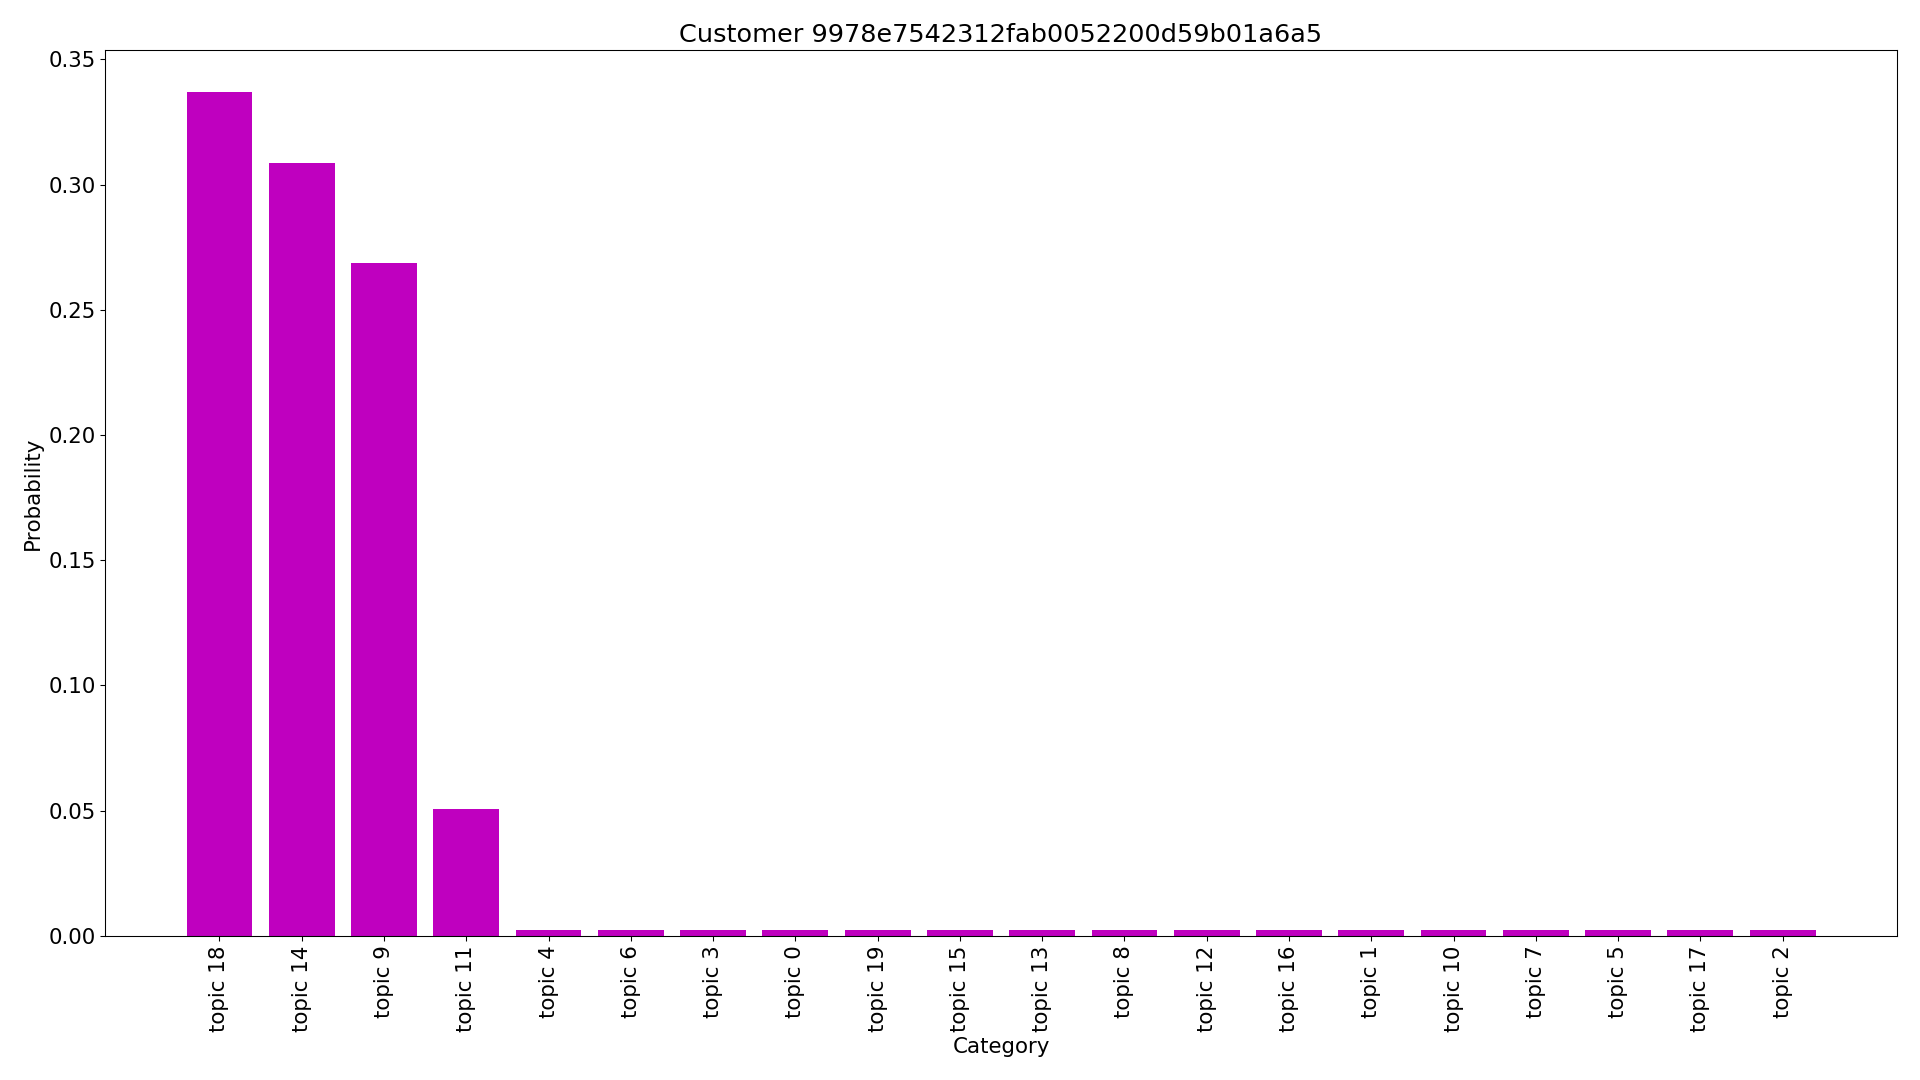 Customer 9978e7542312fab0052200d59b01a6a5
0.35
0.30
0.25
0.20
0.15
0.10
0.05
0.00
Probability
topic 18
topic 14
topic 9
topic 11
topic 4
topic 6
topic 3
topic 0
topic 19
topic 15
topic 13
topic 8
topic 12
topic 16
topic 1
topic 10
topic 7
topic 5
topic 17
topic 2
Category